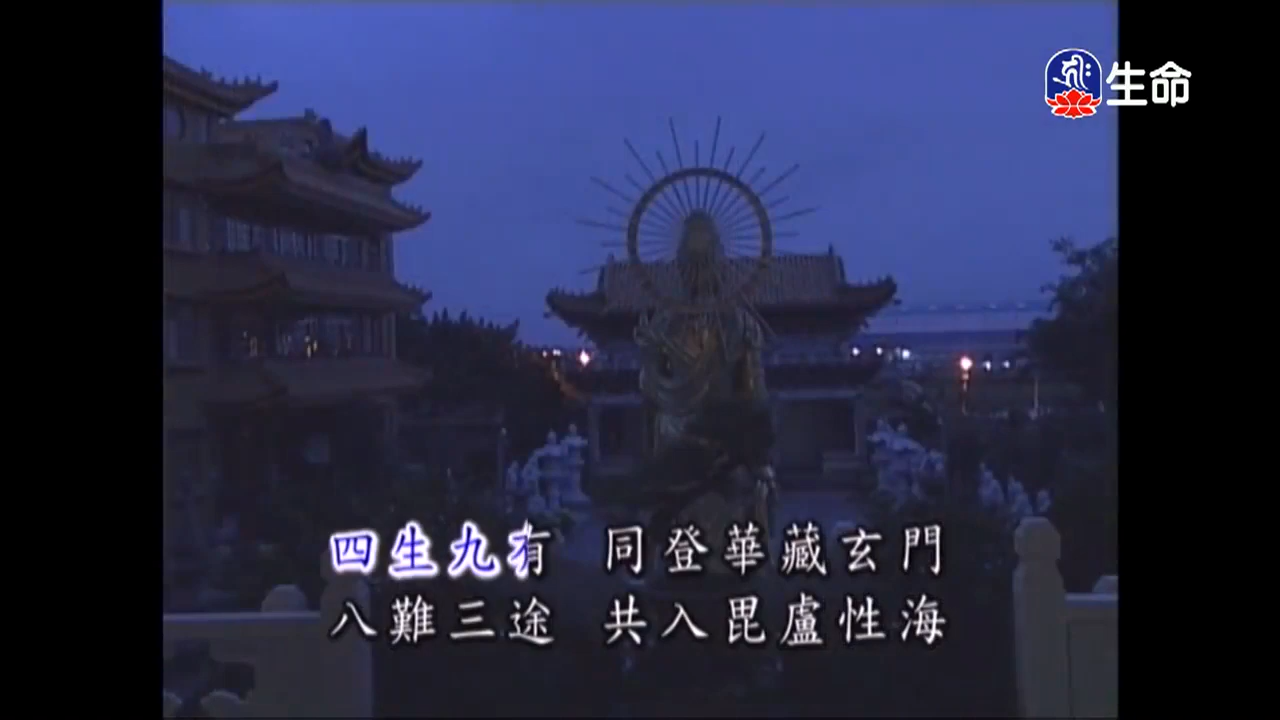 生命
四生九有 同登華藏玄門
八難三途 共入毘盧性海